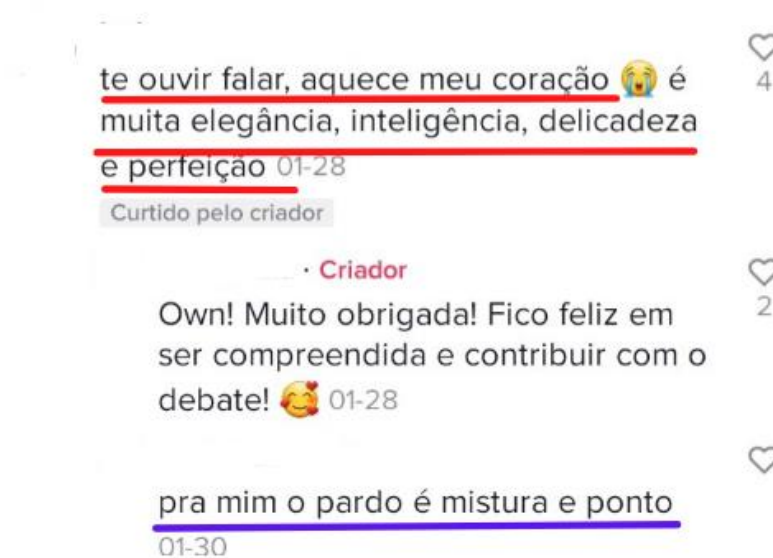 te ouvir falar, aquece meu coração 😭 é
4
muita elegância, inteligência, delicadeza
e perfeição 01-28
Curtido pelo criador
· Criador
Own! Muito obrigada! Fico feliz em
2
ser compreendida e contribuir com o
debate! 🥰 01-28
pra mim o pardo é mistura e ponto
01-30